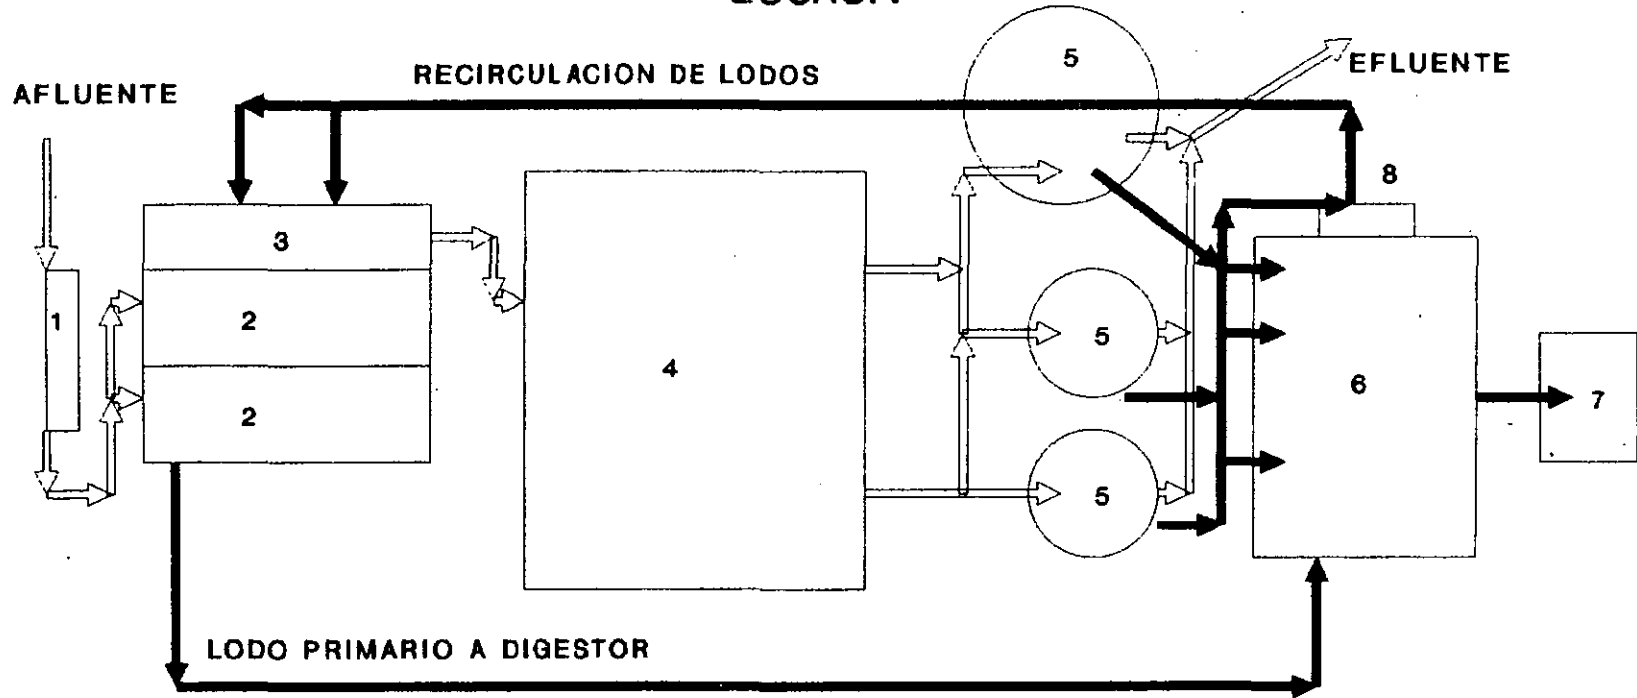 RECIRCULACION DE LODOS
EFLUENTE
AFLUENTE
5
8
3
1
2
5
4
6
7
2
5
LODO PRIMARIO A DIGESTOR